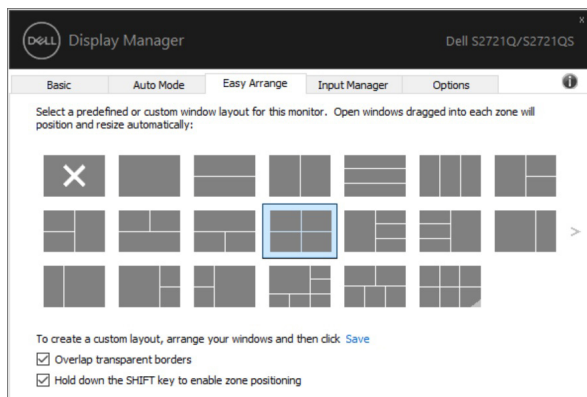 x
DELL Display Manager
Dell S2721Q/S2721QS
Basic Auto Mode Easy Arrange Input Manager Options i
Select a predefined or custom window layout for this monitor. Open windows dragged into each zone will
position and resize automatically:
>
To create a custom layout, arrange your windows and then click Save
Overlap transparent borders
Hold down the SHIFT key to enable zone positioning